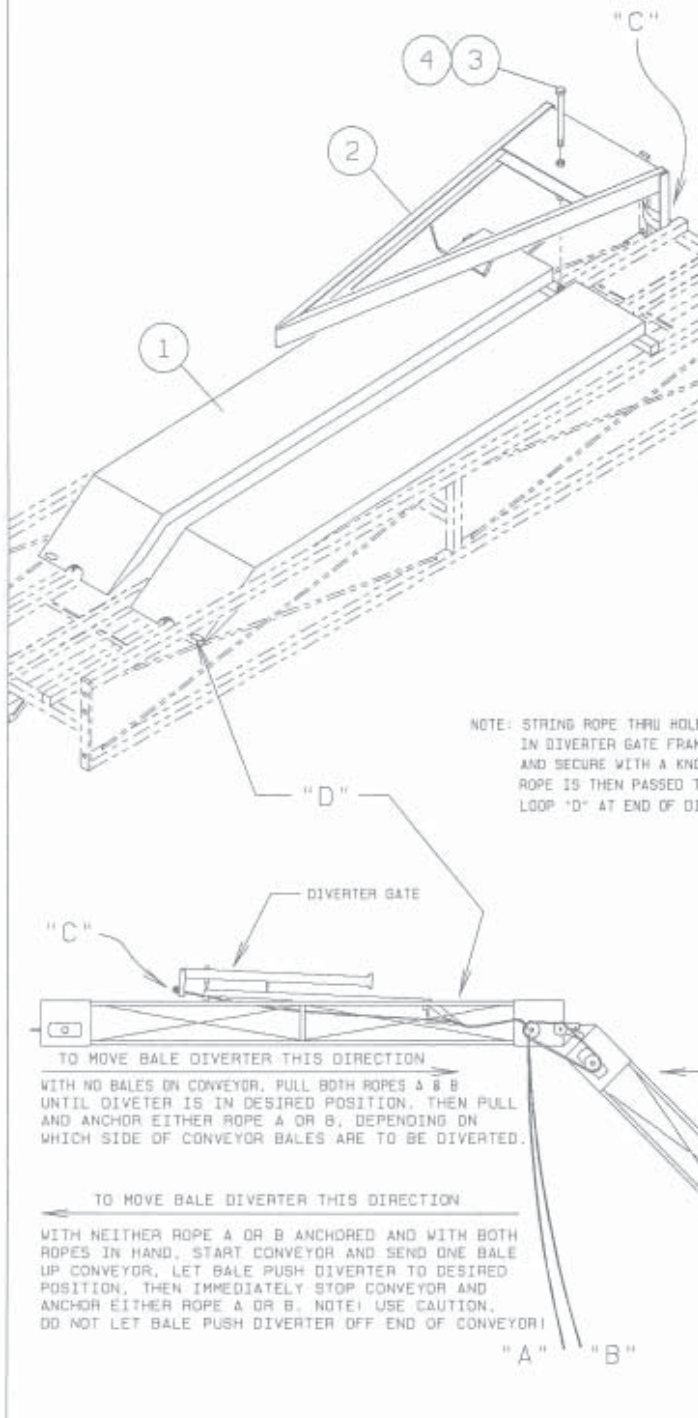 "C"
4 3
2
1
NOTE: STRING ROPE THRU HOL
IN DIVERTER GATE FRA
AND SECURE WITH A KN
ROPE IS THEN PASSED T
LOOP "D" AT END OF D
"D"
DIVERTER GATE
"C"
TO MOVE BALE DIVERTER THIS DIRECTION
WITH NO BALES ON CONVEYOR, PULL BOTH ROPES A & B
UNTIL DIVETER IS IN DESIRED POSITION. THEN PULL
AND ANCHOR EITHER ROPE A OR B, DEPENDING ON
WHICH SIDE OF CONVEYOR BALES ARE TO BE DIVERTED.
TO MOVE BALE DIVERTER THIS DIRECTION
WITH NEITHER ROPE A OR B ANCHORED AND WITH BOTH
ROPES IN HAND, START CONVEYOR AND SEND ONE BALE
UP CONVEYOR, LET BALE PUSH DIVERTER TO DESIRED
POSITION, THEN IMMEDIATELY STOP CONVEYOR AND
ANCHOR EITHER ROPE A OR B. NOTE! USE CAUTION,
DO NOT LET BALE PUSH DIVERTER OFF END OF CONVEYOR!
"A" "B"